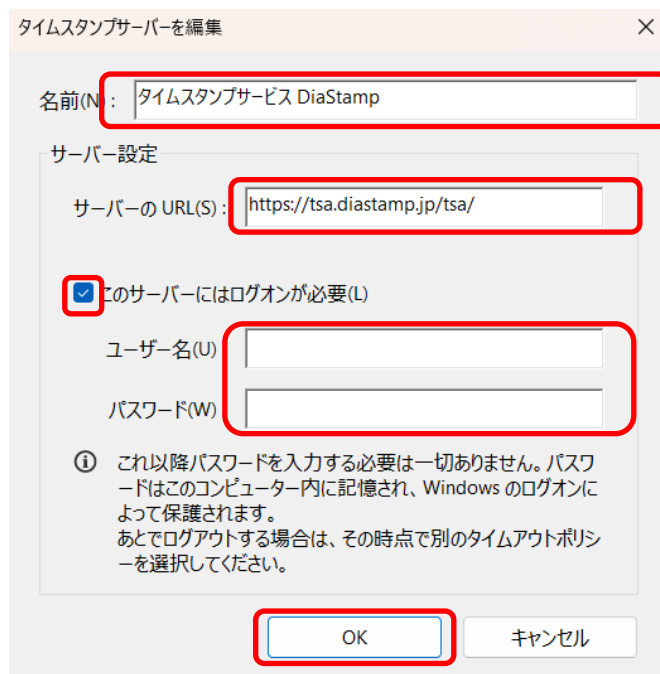 タイムスタンプサーバーを編集
名前(N): タイムスタンプサービス DiaStamp
サーバー設定
サーバーの URL(S) : https://tsa.diastamp.jp/tsa/
このサーバーにはログオンが必要(L)
ユーザー名(U)
パスワード(W)
これ以降パスワードを入力する必要は一切ありません。パスワ
ードはこのコンピューター内に記憶され、Windows のログオンに
よって保護されます。
あとでログアウトする場合は、その時点で別のタイムアウトポリシ
ーを選択してください。
OK キャンセル